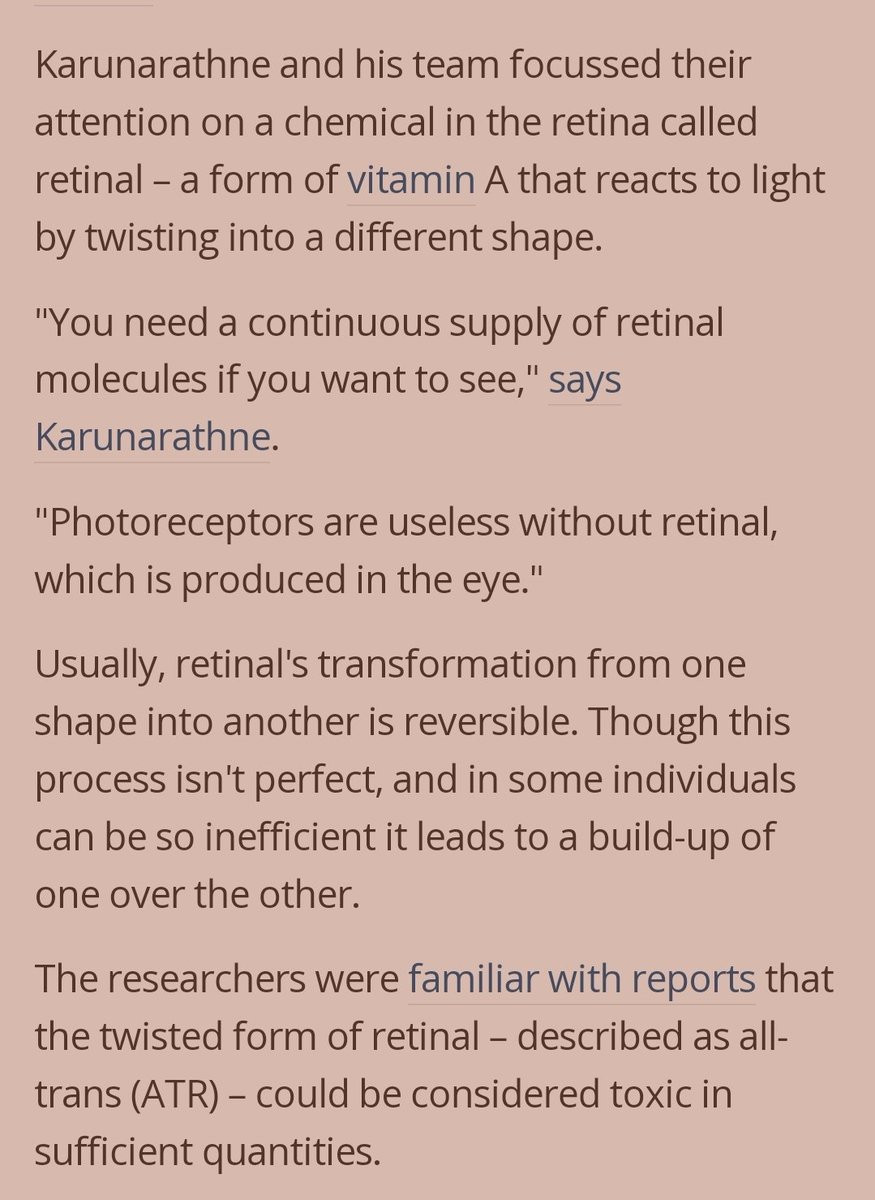 Karunarathne and his team focussed their
attention on a chemical in the retina called
retinal – a form of vitamin A that reacts to light
by twisting into a different shape.
"You need a continuous supply of retinal
molecules if you want to see," says
Karunarathne.
"Photoreceptors are useless without retinal,
which is produced in the eye."
Usually, retinal's transformation from one
shape into another is reversible. Though this
process isn't perfect, and in some individuals
can be so inefficient it leads to a build-up of
one over the other.
The researchers were familiar with reports that
the twisted form of retinal – described as all-
trans (ATR) – could be considered toxic in
sufficient quantities.